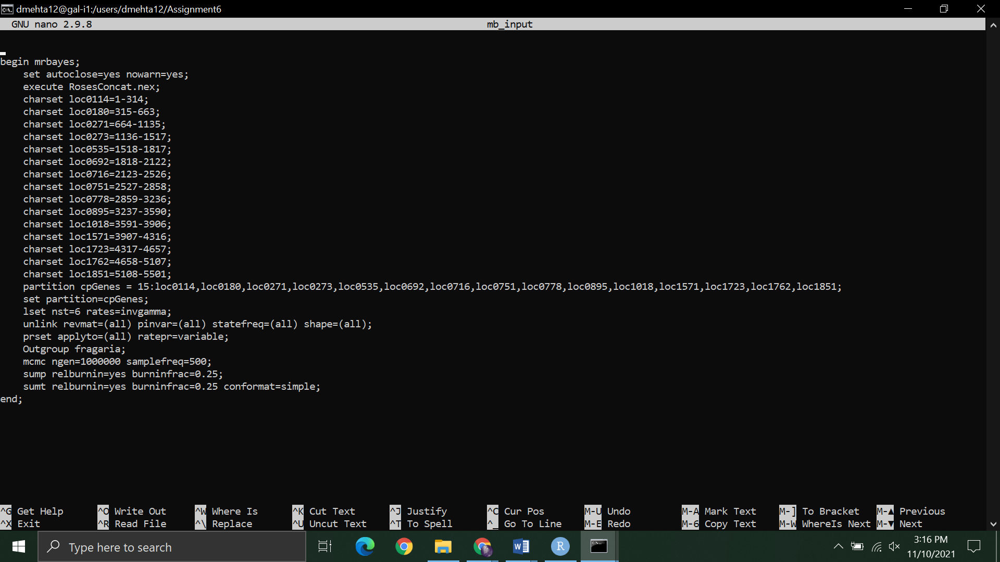 dmehta12@gal-i1:/users/dmehta12/Assignment6
GNU nano 2.9.8 mb_input
begin mrbayes;
set autoclose=yes nowarn=yes;
execute RosesConcat.nex;
charset loc0114=1-314;
charset loc0180=315-663;
charset loc0271=664-1135;
charset loc0273=1136-1517;
charset loc0535=1518-1817;
charset loc0692=1818-2122;
charset loc0716=2123-2526;
charset loc0751=2527-2858;
charset loc0778=2859-3236;
charset loc0895=3237-3590;
charset loc1018=3591-3906;
charset loc1571=3907-4316;
charset loc1723=4317-4657;
charset loc1762=4658-5107;
charset loc1851=5108-5501;
partition cpGenes = 15:loc0114,loc0180,loc0271,loc0273,loc0535,loc0692,loc0716,loc0751,loc0778,loc0895,loc1018,loc1571,loc1723,loc1762,loc1851;
set partition=cpGenes;
lset nst=6 rates=invgamma;
unlink revmat=(all) pinvar=(all) statefreq=(all) shape=(all);
prset applyto=(all) ratepr=variable;
Outgroup fragaria;
mcmc ngen=1000000 samplefreq=500;
sump relburnin=yes burninfrac=0.25;
sumt relburnin=yes burninfrac=0.25 conformat=simple;
end;
^G Get Help ^O Write Out ^W Where Is ^K Cut Text ^J Justify ^C Cur Pos M-U Undo M-A Mark Text M-] To Bracket M-▲ Previous
^X Exit ^R Read File ^\ Replace ^U Uncut Text ^T To Spell ^_ Go To Line M-E Redo M-6 Copy Text M-W WhereIs Next M-▼ Next
Type here to search
3:16 PM
11/10/2021